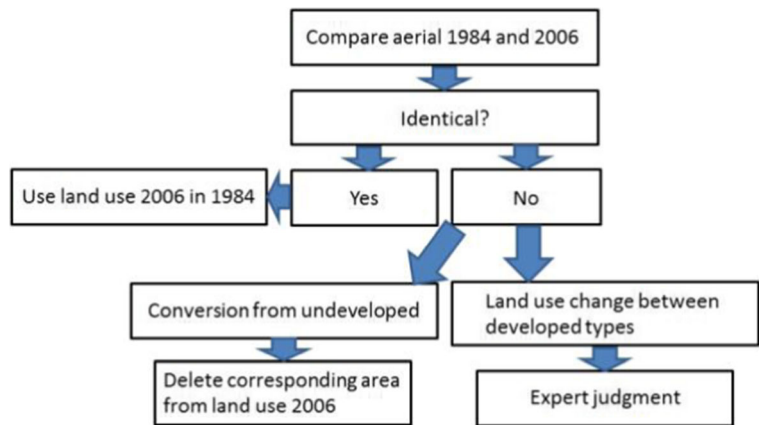 Compare aerial 1984 and 2006
Identical?
Use land use 2006 in 1984
Yes
No
Conversion from undeveloped
Land use change between
developed types
Delete corresponding area
from land use 2006
Expert judgment